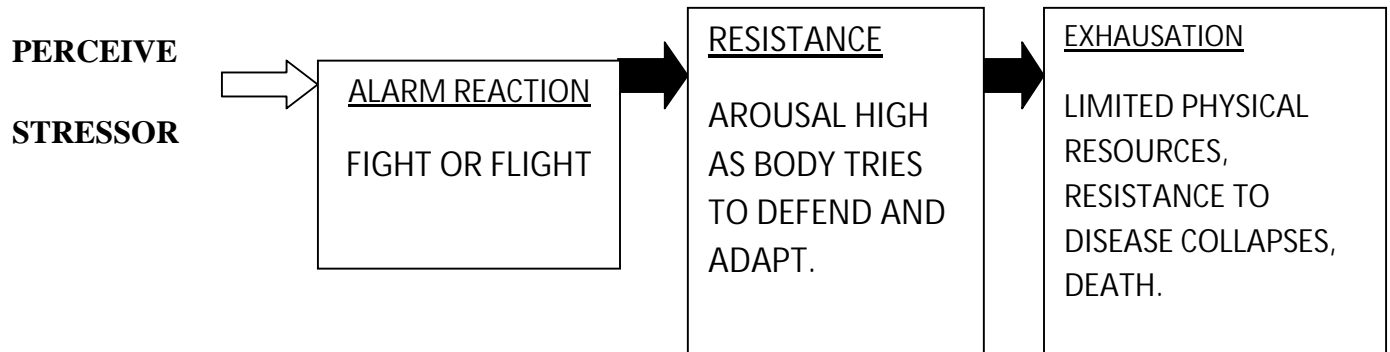 PERCEIVE
STRESSOR
ALARM REACTION
FIGHT OR FLIGHT
RESISTANCE
AROUSAL HIGH
AS BODY TRIES
TO DEFEND AND
ADAPT.
EXHAUSATION
LIMITED PHYSICAL
RESOURCES,
RESISTANCE TO
DISEASE COLLAPSES,
DEATH.